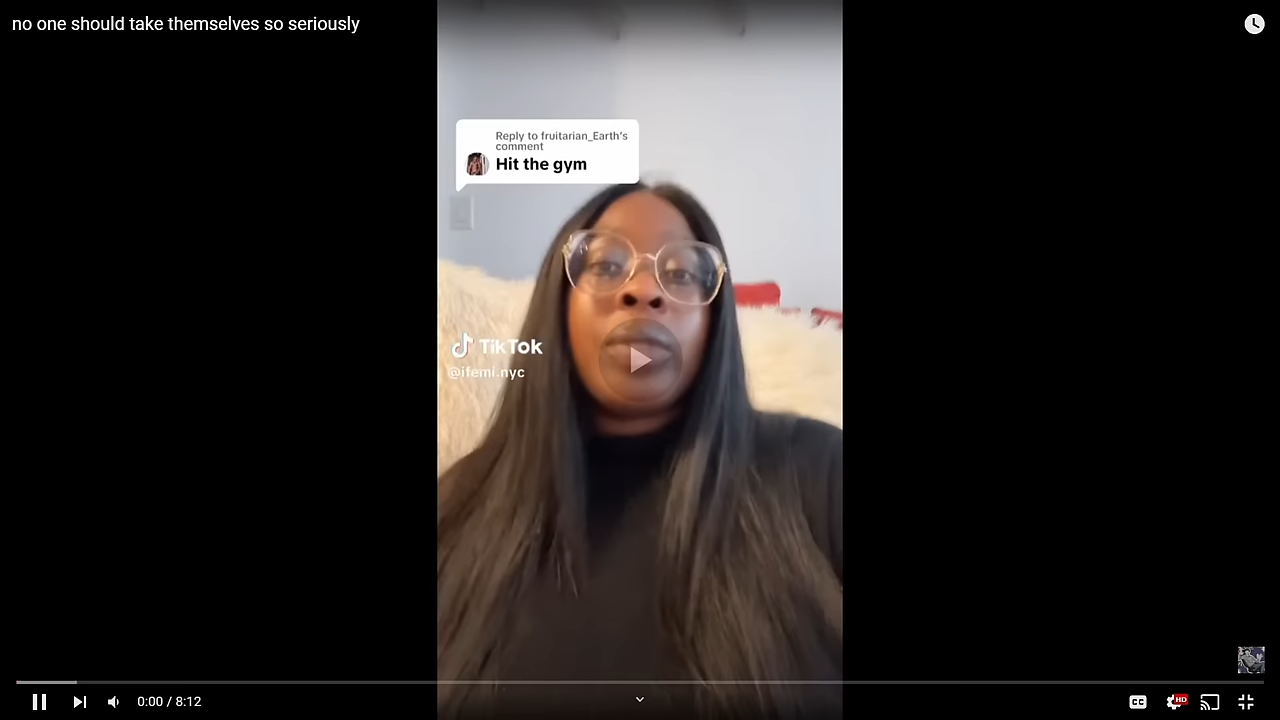 no one should take themselves so seriously
Reply to fruitarian_Earth's
comment
Hit the gym
TikTok
@ifemi.nyc
0:00 / 8:12
CC
HD